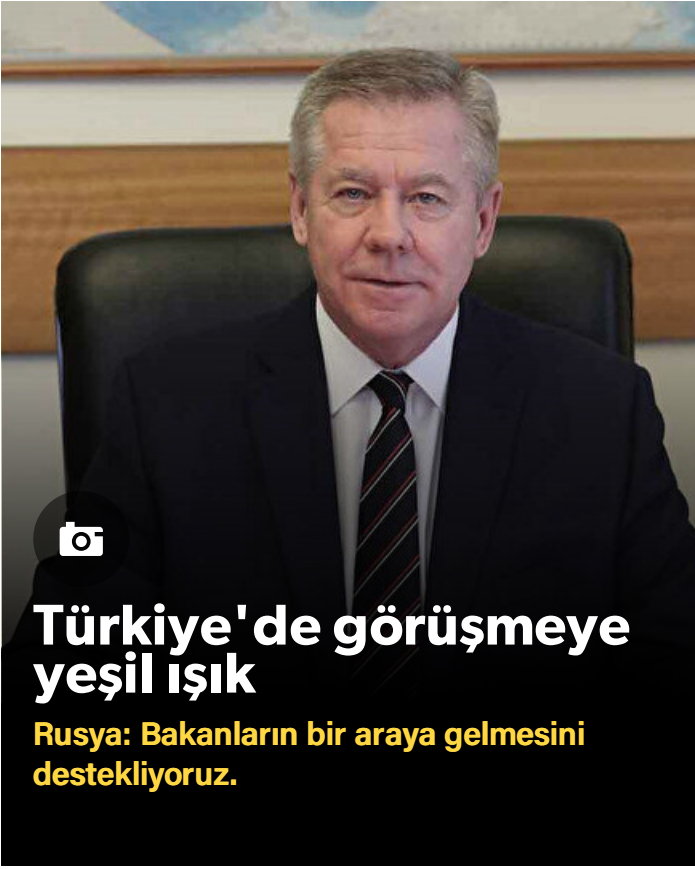 Türkiye'de görüşmeye
yeşil ışık
Rusya: Bakanların bir araya gelmesini
destekliyoruz.